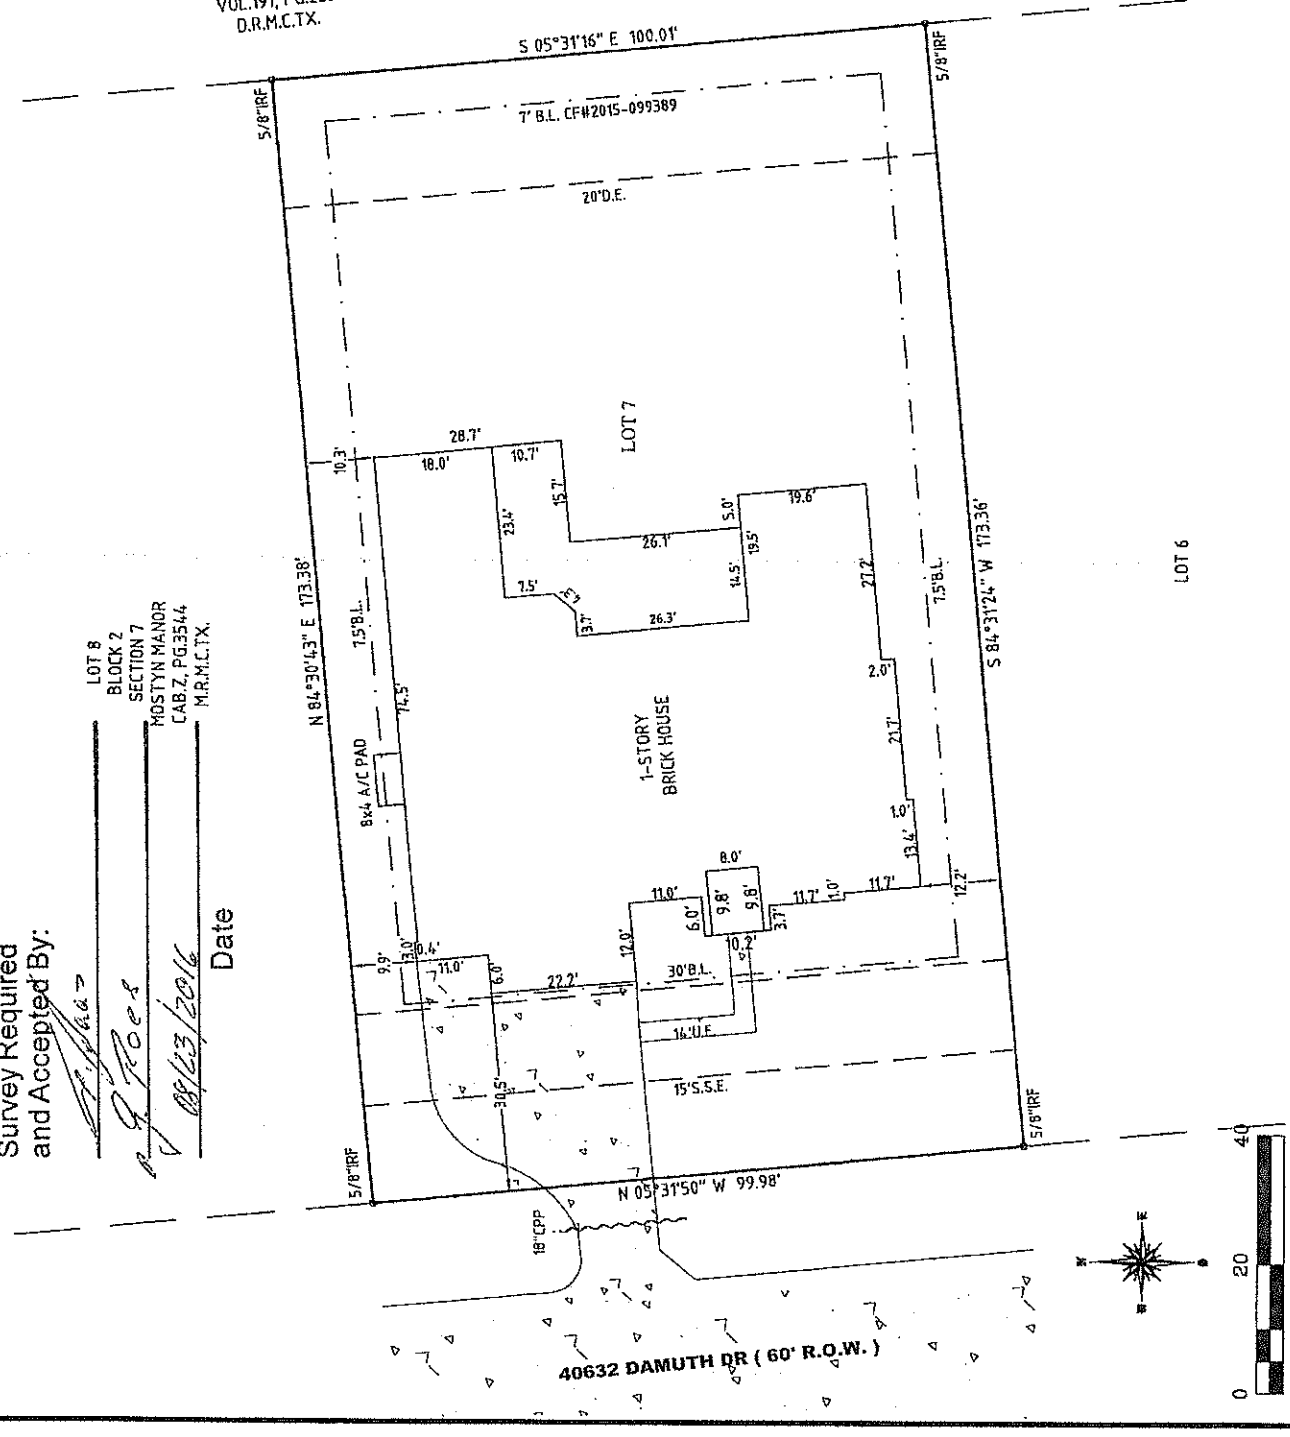 D.R.M.C.TX.
S 05°31'16" E 100.01'
5/8"IRF
5/8"IRF
7' B.L. CF#2015-099389
20'D.E.
Survey Required
and Accepted By:
08/23/2016
Date
LOT 8
BLOCK 2
SECTION 7
MOSTYN MANOR
CAB.Z, PG.3544
M.R.M.C.TX.
N 84°30'43" E 173.38'
7.5'B.L.
10.3'
28.7'
18.0'
10.7'
LOT 7
15.7'
23.4'
5.0'
19.6'
26.1'
19.5'
14.5'
7.5'
4.3'
3.7'
26.3'
27.2'
7.5'B.L.
S 84°31'24" W 173.36'
LOT 6
74.5'
2.0'
1-STORY
BRICK HOUSE
8x4 A/C PAD
21.7'
1.0'
13.4'
8.0'
9.8'
9.8'
11.0'
6.0'
11.7'
1.0'
11.7'
12.2'
3.7'
10.2'
12.0'
9.9'
3.0'
0.4'
11.0'
6.0'
22.2'
30'B.L.
14'U.E.
15'S.S.E.
30.5'
5/8"IRF
5/8"IRF
N 05°31'50" W 99.98'
18"CPP
40632 DAMUTH DR ( 60' R.O.W. )
0
20
40